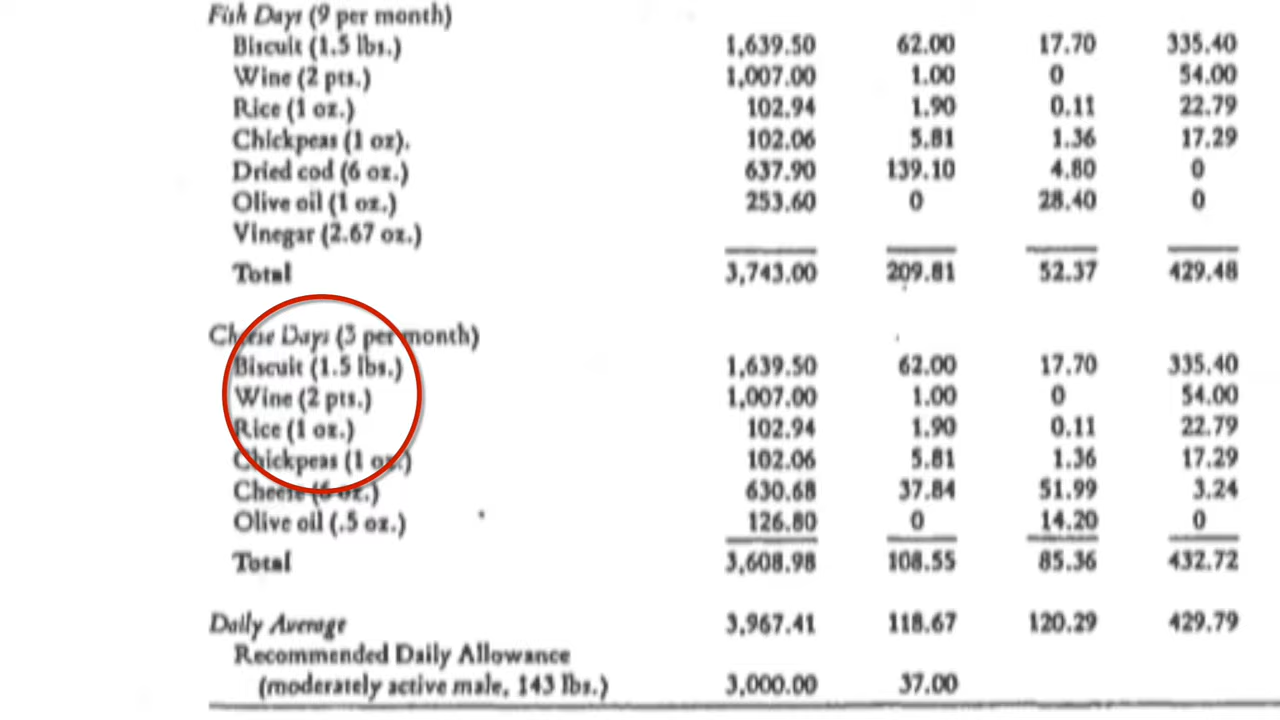 Fish Days (9 per month)
Biscuit (1.5 lbs.) 1,639.50 62.00 17.70 335.40
Wine (2 pts.) 1,007.00 1.00 0 54.00
Rice (1 oz.) 102.94 1.90 0.11 22.79
Chickpeas (1 oz). 102.06 5.81 1.36 17.29
Dried cod (6 oz.) 637.90 139.10 4.80 0
Olive oil (1 oz.) 253.60 0 28.40 0
Vinegar (2.67 oz.)
Total 3,743.00 209.81 52.37 429.48
Cheese Days (3 per month)
Biscuit (1.5 lbs.) 1,639.50 62.00 17.70 335.40
Wine (2 pts.) 1,007.00 1.00 0 54.00
Rice (1 oz.) 102.94 1.90 0.11 22.79
Chickpeas (1 oz.) 102.06 5.81 1.36 17.29
Cheese (6 oz.) 630.68 37.84 51.99 3.24
Olive oil (.5 oz.) 126.80 0 14.20 0
Total 3,608.98 108.55 85.36 432.72
Daily Average 3,967.41 118.67 120.29 429.79
Recommended Daily Allowance
(moderately active male, 143 lbs.) 3,000.00 37.00